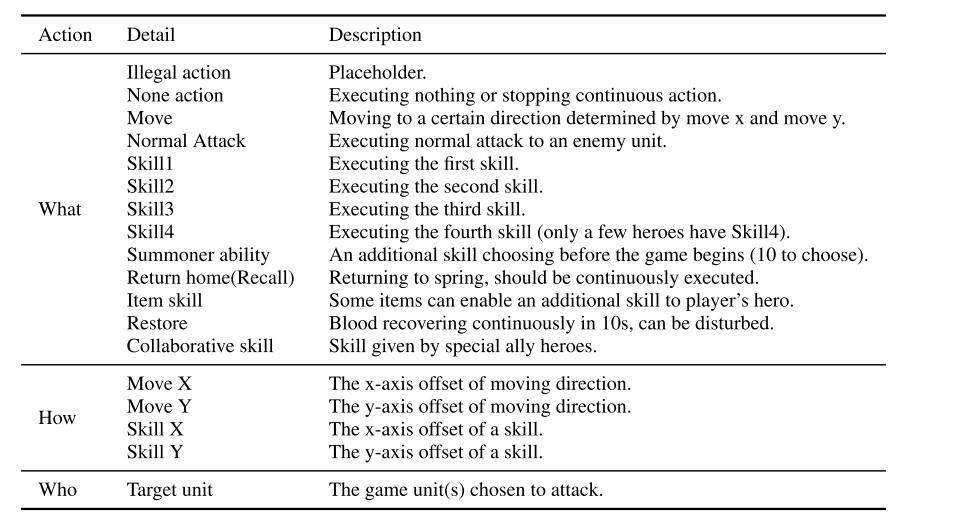 Action Detail Description
Illegal action Placeholder.
None action Executing nothing or stopping continuous action.
Move Moving to a certain direction determined by move x and move y.
Normal Attack Executing normal attack to an enemy unit.
Skill1 Executing the first skill.
Skill2 Executing the second skill.
What Skill3 Executing the third skill.
Skill4 Executing the fourth skill (only a few heroes have Skill4).
Summoner ability An additional skill choosing before the game begins (10 to choose).
Return home(Recall) Returning to spring, should be continuously executed.
Item skill Some items can enable an additional skill to player's hero.
Restore Blood recovering continuously in 10s, can be disturbed.
Collaborative skill Skill given by special ally heroes.
Move X The x-axis offset of moving direction.
How
Move Y The y-axis offset of moving direction.
Skill X The x-axis offset of a skill.
Skill Y The y-axis offset of a skill.
Who Target unit The game unit(s) chosen to attack.